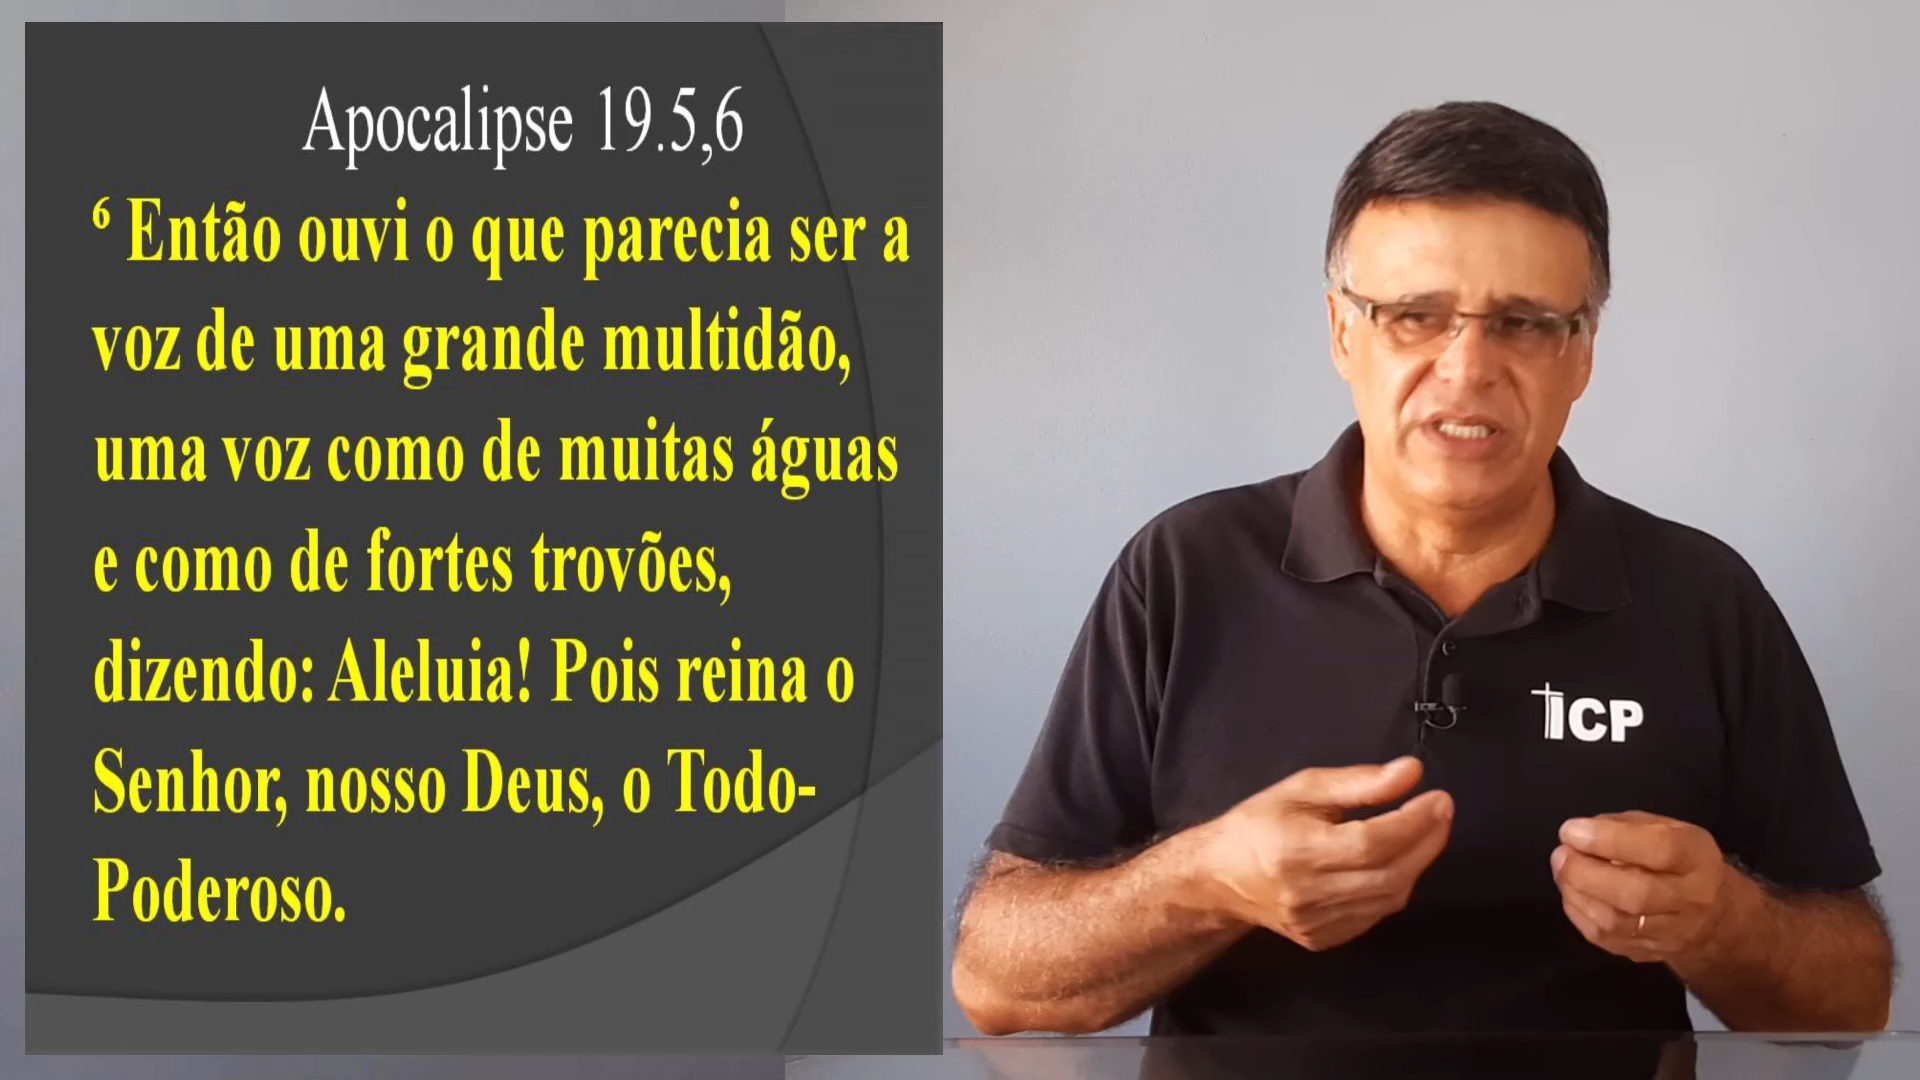 Apocalipse 19.5,6
⁶ Então ouvi o que parecia ser a
voz de uma grande multidão,
uma voz como de muitas águas
e como de fortes trovões,
dizendo: Aleluia! Pois reina o
Senhor, nosso Deus, o Todo-
Poderoso.
ICP